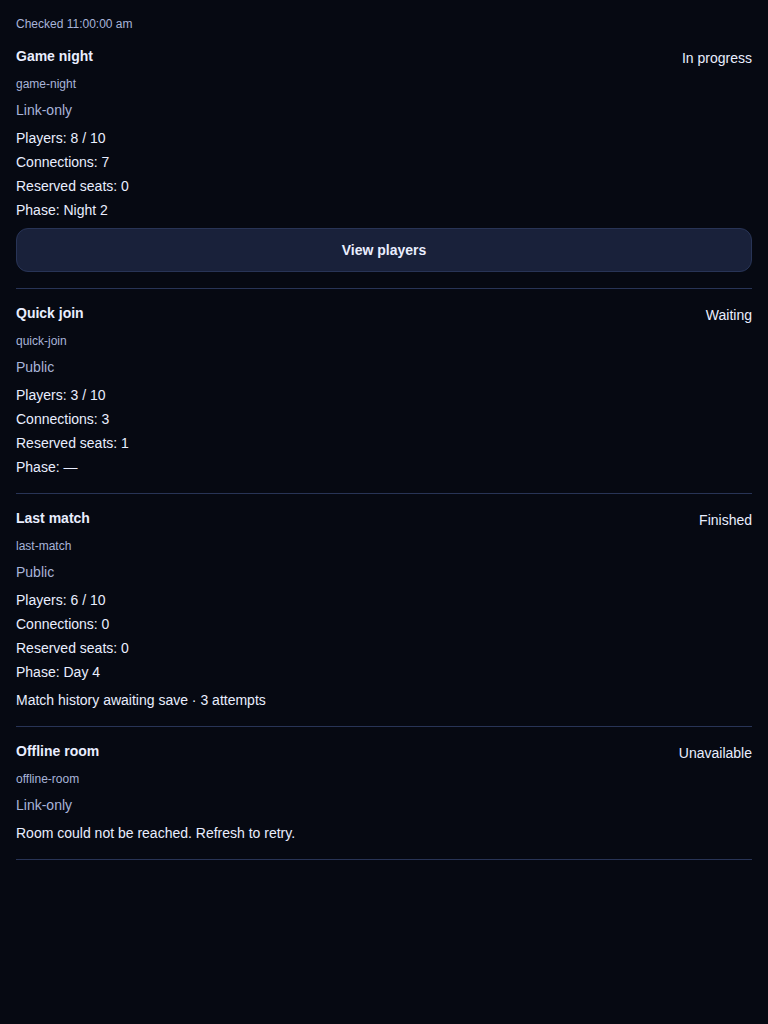 Checked 11:00:00 am
Game night
In progress
game-night
Link-only
Players: 8 / 10
Connections: 7
Reserved seats: 0
Phase: Night 2
View players
Quick join
Waiting
quick-join
Public
Players: 3 / 10
Connections: 3
Reserved seats: 1
Phase: —
Last match
Finished
last-match
Public
Players: 6 / 10
Connections: 0
Reserved seats: 0
Phase: Day 4
Match history awaiting save · 3 attempts
Offline room
Unavailable
offline-room
Link-only
Room could not be reached. Refresh to retry.